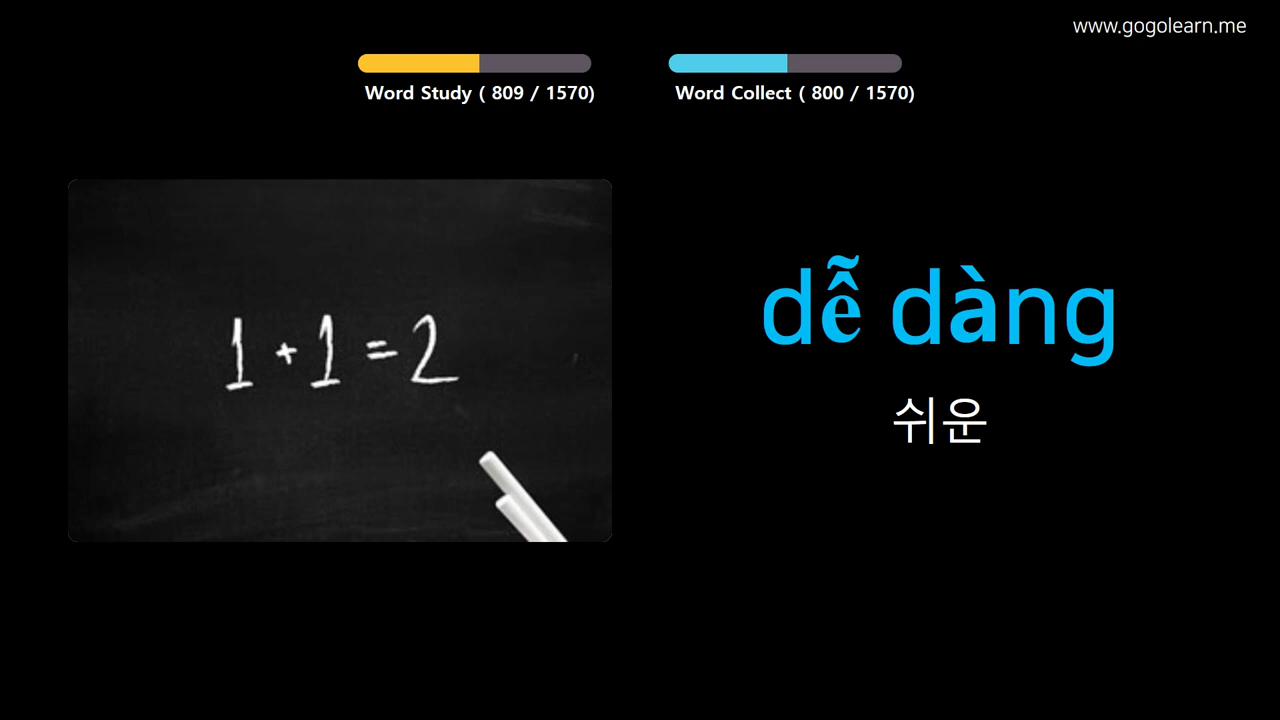 www.gogolearn.me
Word Study ( 809 / 1570)
Word Collect ( 800 / 1570)
1 + 1 = 2
dễ dàng
쉬운